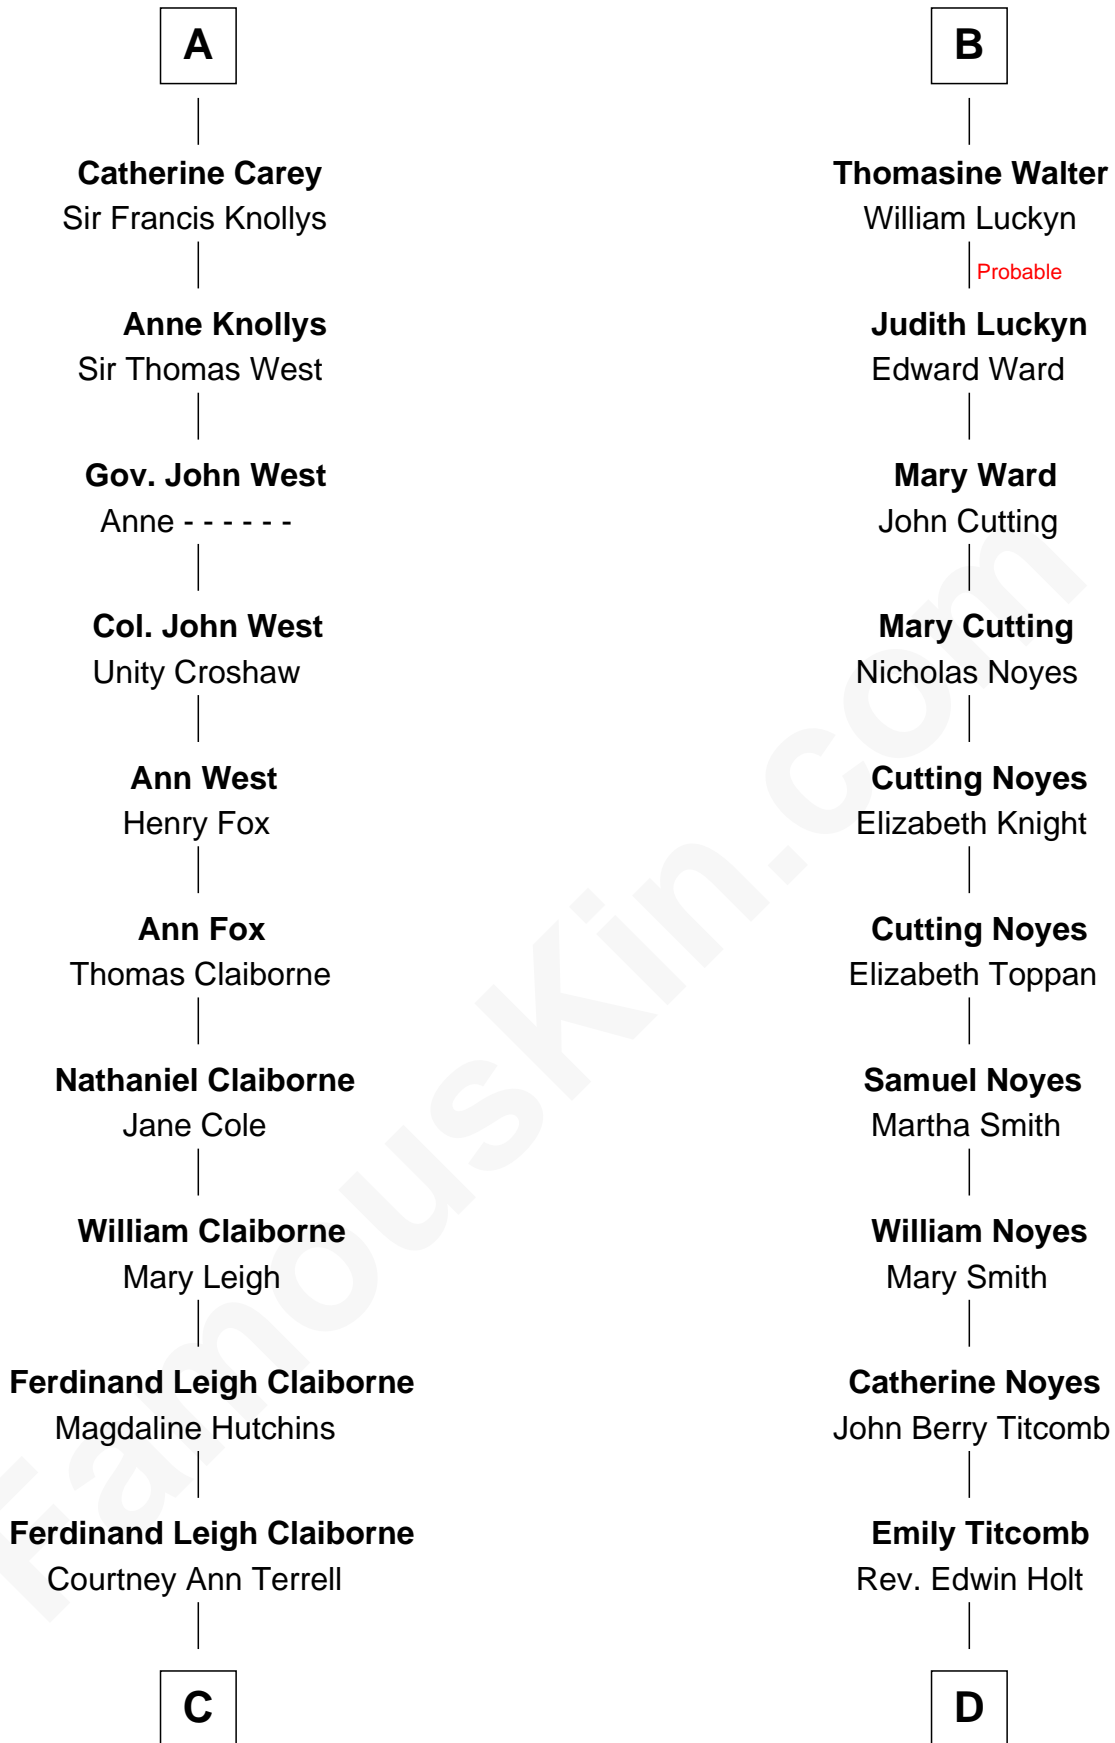 A
Catherine Carey
Sir Francis Knollys
Anne Knollys
Sir Thomas West
Gov. John West
Anne - - - - - -
Col. John West
Unity Croshaw
Ann West
Henry Fox
Ann Fox
Thomas Claiborne
Nathaniel Claiborne
Jane Cole
William Claiborne
Mary Leigh
Ferdinand Leigh Claiborne
Magdaline Hutchins
Ferdinand Leigh Claiborne
Courtney Ann Terrell
C
B
Thomasine Walter
William Luckyn
Probable
Judith Luckyn
Edward Ward
Mary Ward
John Cutting
Mary Cutting
Nicholas Noyes
Cutting Noyes
Elizabeth Knight
Cutting Noyes
Elizabeth Toppan
Samuel Noyes
Martha Smith
William Noyes
Mary Smith
Catherine Noyes
John Berry Titcomb
Emily Titcomb
Rev. Edwin Holt
D
FamousKin.com